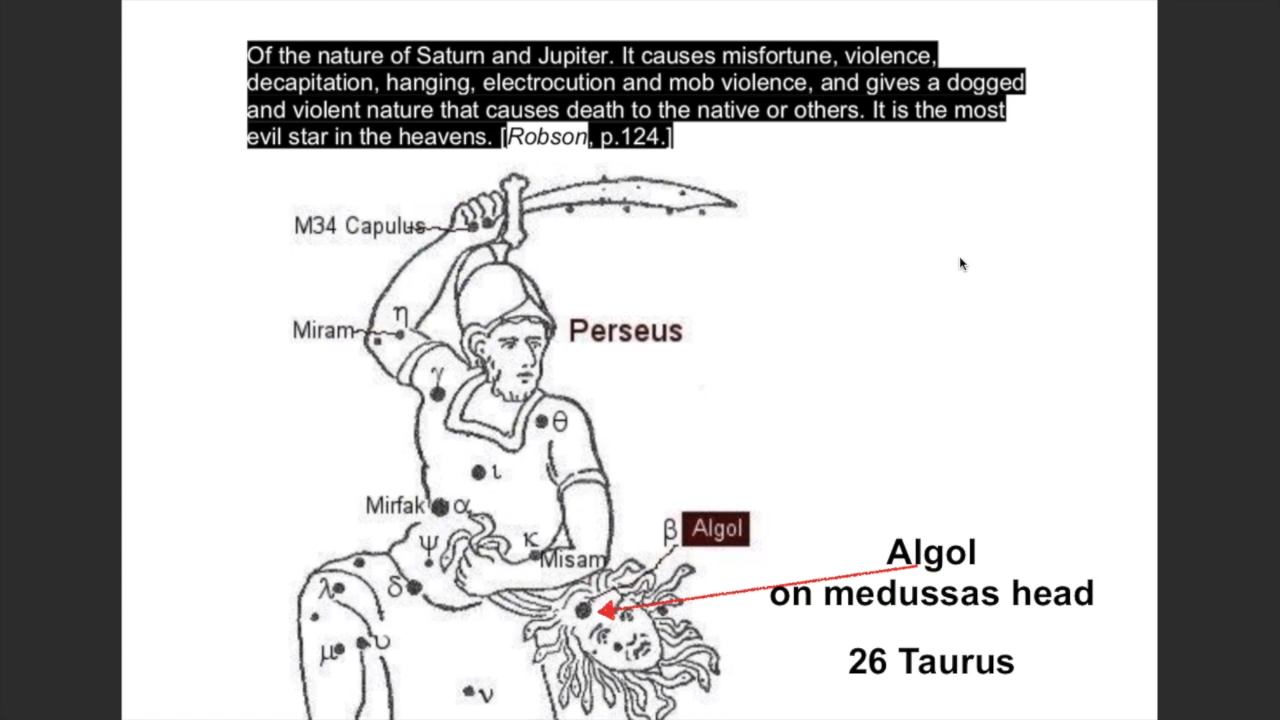 Of the nature of Saturn and Jupiter. It causes misfortune, violence,
decapitation, hanging, electrocution and mob violence, and gives a dogged
and violent nature that causes death to the native or others. It is the most
evil star in the heavens. [Robson, p.124.]
M34 Capulus
Miram
η
Perseus
γ
θ
ι
Mirfak α
ψ
κ
Misam
β Algol
λ
δ
μ
υ
ν
Algol
on medussas head
26 Taurus